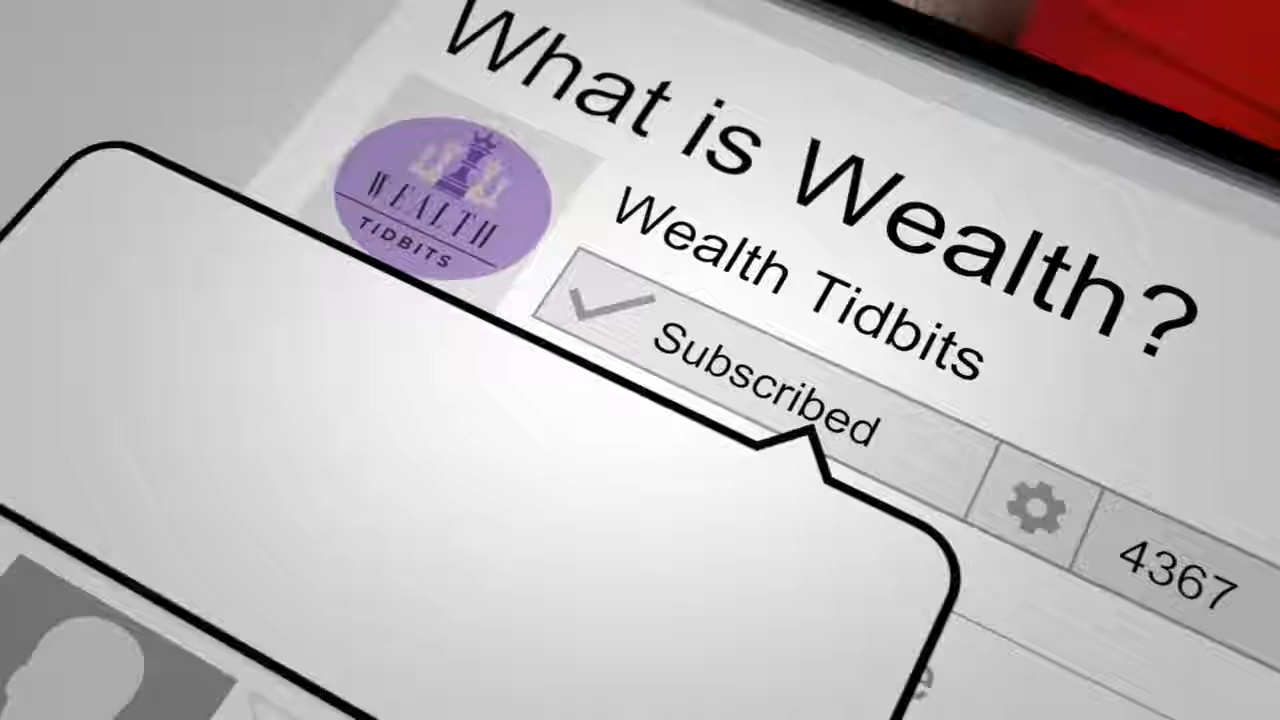 What is Wealth?
WEALTH
TIDBITS
Wealth Tidbits
Subscribed
4367